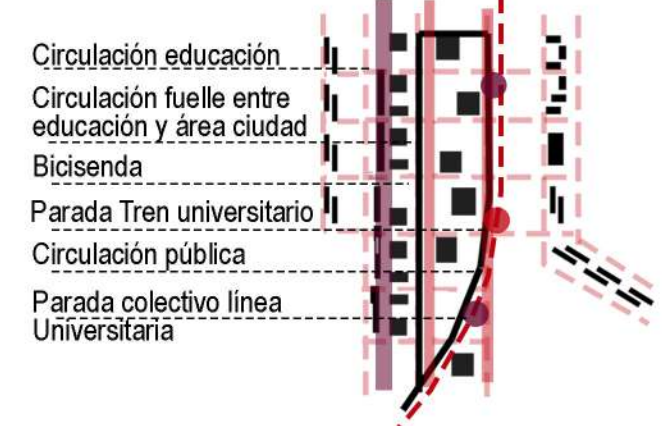 Circulación educación
Circulación fuelle entre
educación y área ciudad
Bicisenda
Parada Tren universitario
Circulación pública
Parada colectivo línea
Universitaria